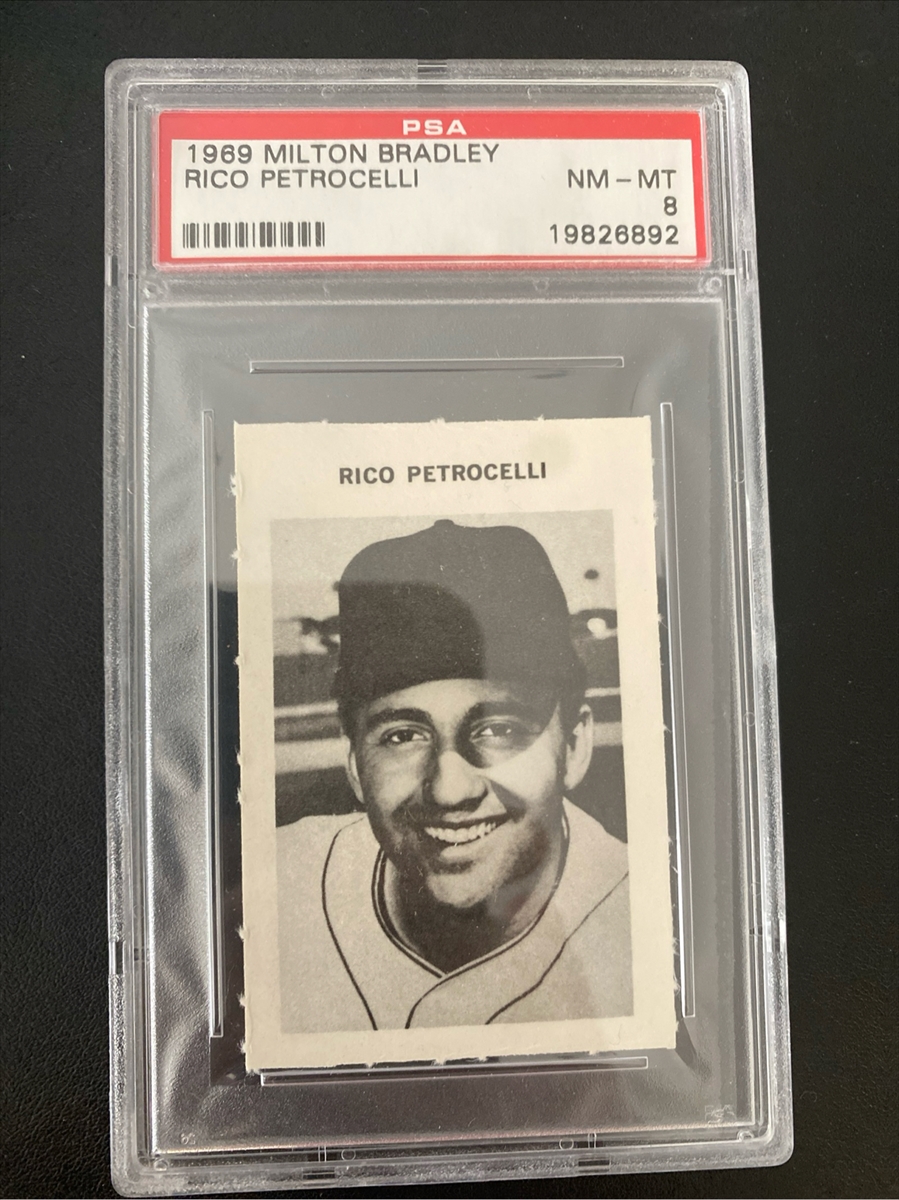 PSA
1969 MILTON BRADLEY
RICO PETROCELLI NM - MT
8
19826892
RICO PETROCELLI